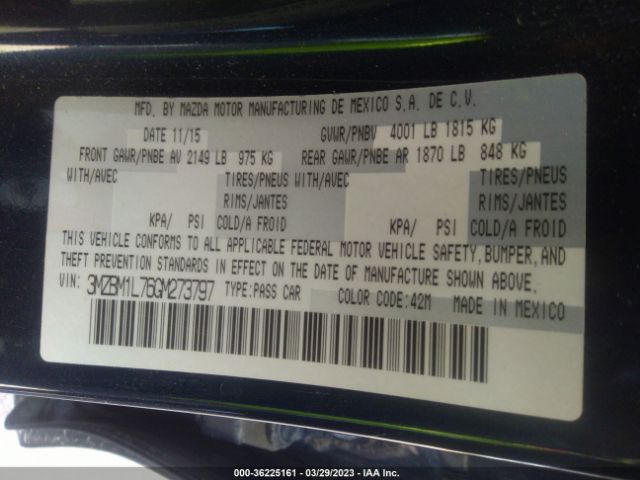 MFD. BY MAZDA MOTOR MANUFACTURING DE MEXICO S.A. DE C.V.
DATE 11/15 GVWR/PNBV 4001 LB 1815 KG
FRONT GAWR/PNBE AV 2149 LB 975 KG REAR GAWR/PNBE AR 1870 LB 848 KG
WITH/AVEC TIRES/PNEUS WITH/AVEC TIRES/PNEUS
RIMS/JANTES RIMS/JANTES
KPA/ PSI COLD/A FROID KPA/ PSI COLD/A FROID
THIS VEHICLE CONFORMS TO ALL APPLICABLE FEDERAL MOTOR VEHICLE SAFETY, BUMPER, AND
THEFT PREVENTION STANDARDS IN EFFECT ON THE DATE OF MANUFACTURE SHOWN ABOVE.
VIN: 3MZBM1L76GM273797 TYPE:PASS CAR COLOR CODE:42M MADE IN MEXICO
000-36225161 - 03/29/2023 - IAA Inc.